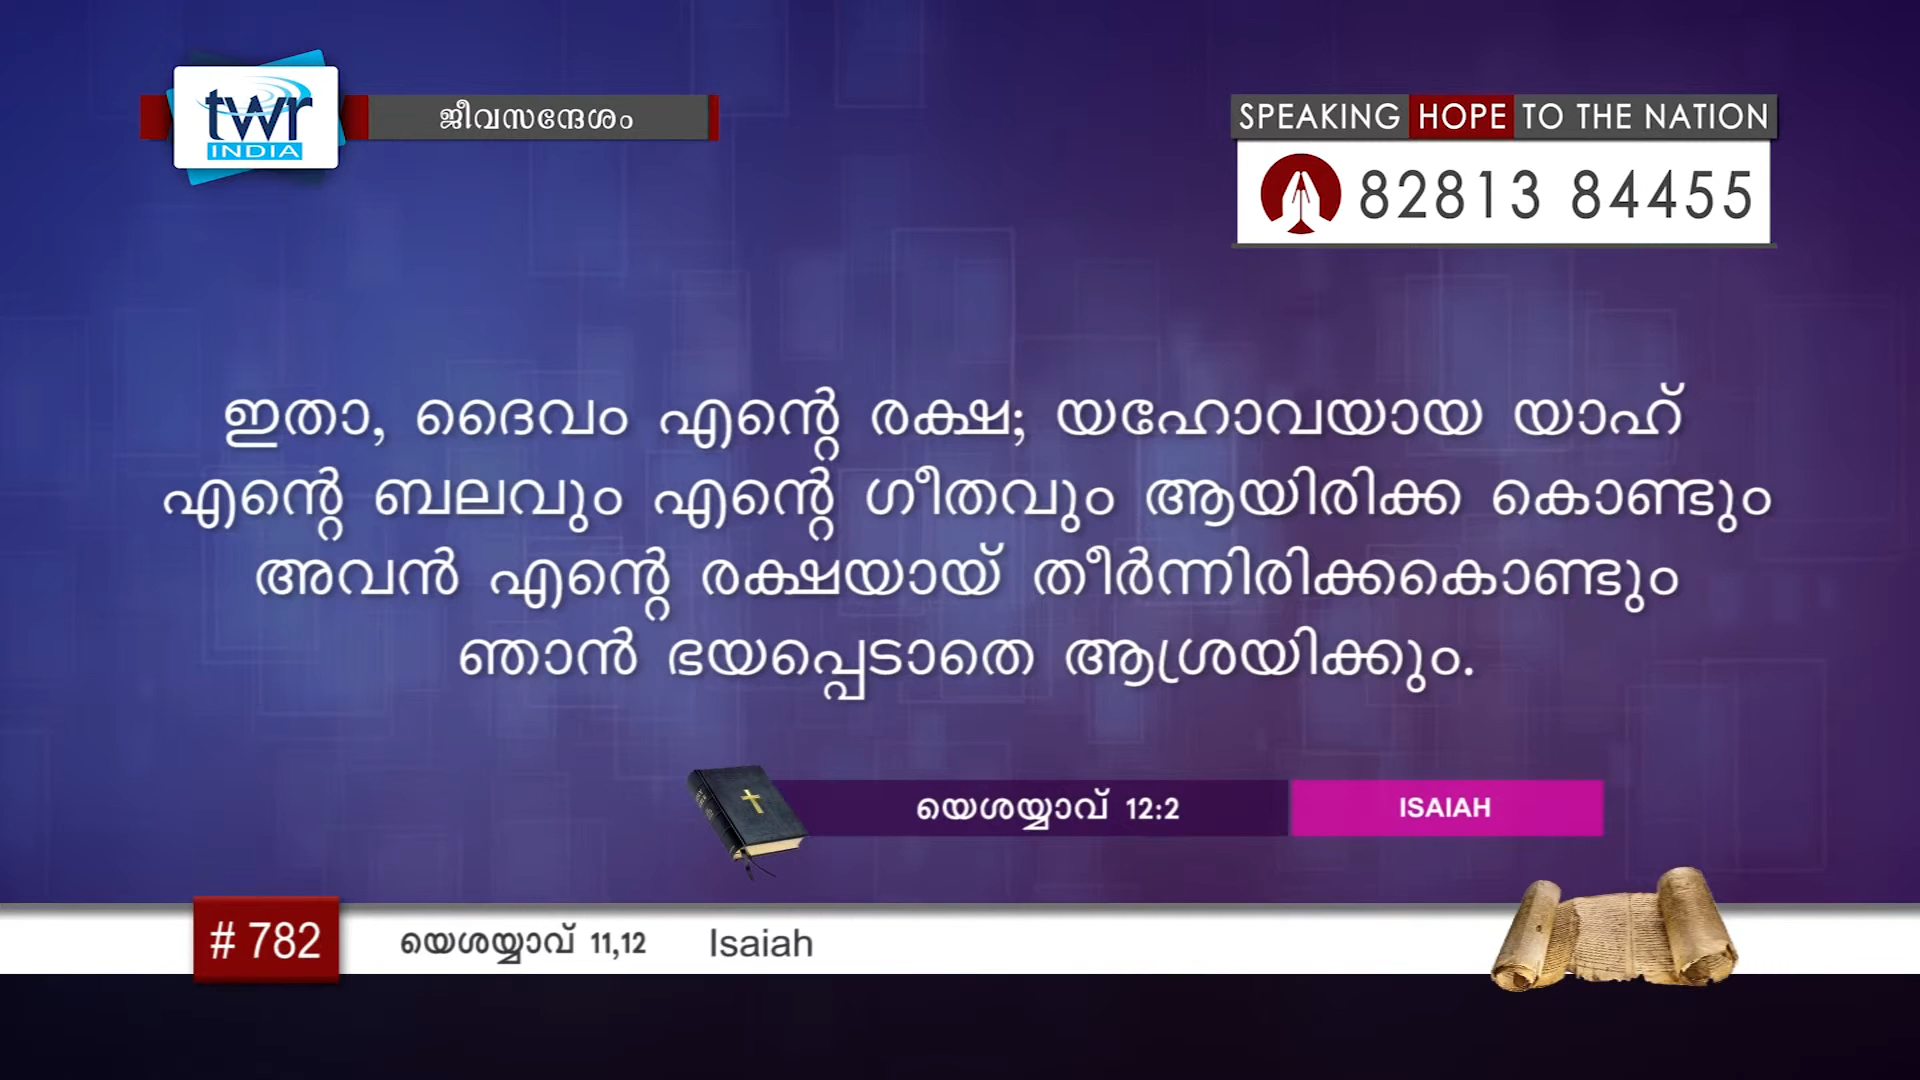 twr
INDIA
ജീവസന്ദേശം
SPEAKING HOPE TO THE NATION
82813 84455
ഇതാ, ദൈവം എന്റെ രക്ഷ; യഹോവയായ യാഹ്
എന്റെ ബലവും എന്റെ ഗീതവും ആയിരിക്ക കൊണ്ടും
അവൻ എന്റെ രക്ഷയായ് തീർന്നിരിക്കകൊണ്ടും
ഞാൻ ഭയപ്പെടാതെ ആശ്രയിക്കും.
യെശയ്യാവ് 12:2
ISAIAH
# 782
യെശയ്യാവ് 11,12 Isaiah